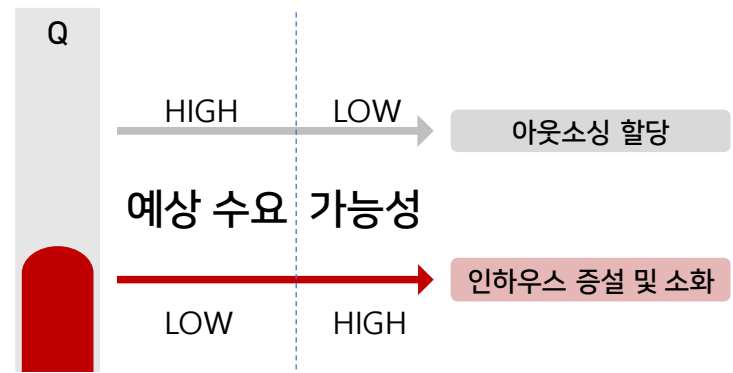 Q
HIGH LOW
아웃소싱 할당
예상 수요 가능성
인하우스 증설 및 소화
LOW HIGH